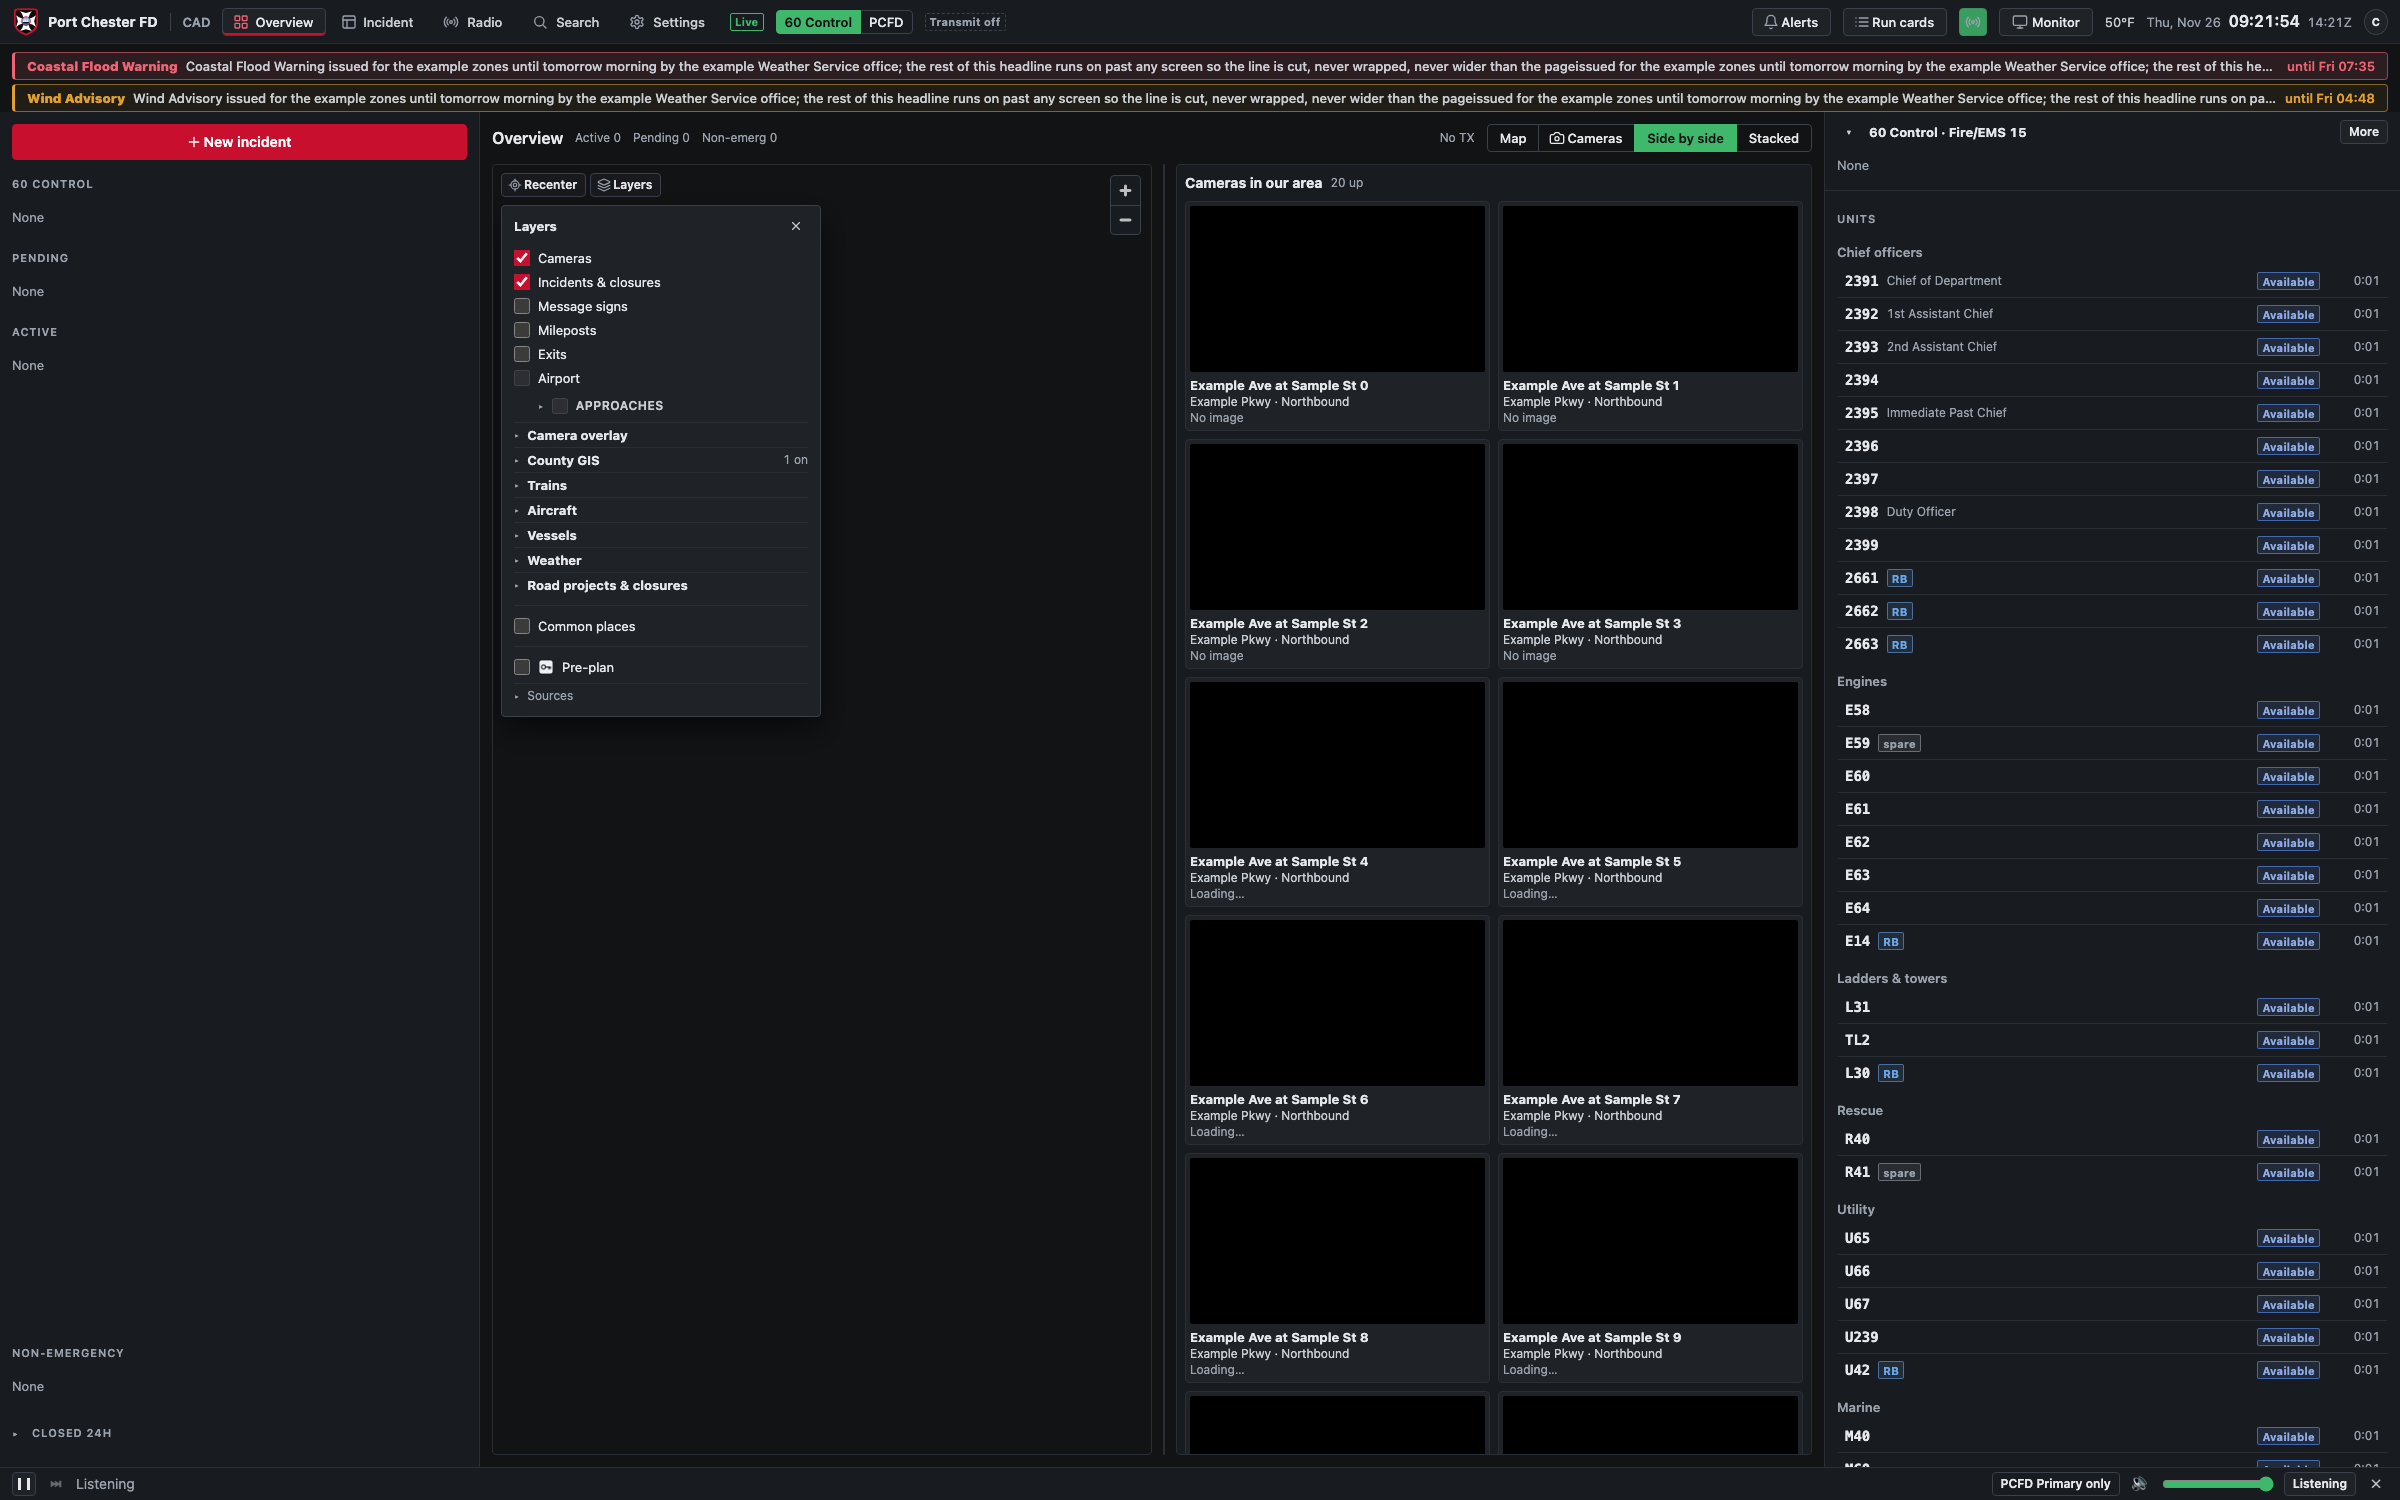 Port Chester FD CAD Overview Incident Radio Search Settings Live 60 Control PCFD Transmit off Alerts Run cards Monitor 50°F Thu, Nov 26 09:21:54 14:21Z C
Coastal Flood Warning Coastal Flood Warning issued for the example zones until tomorrow morning by the example Weather Service office; the rest of this headline runs on past any screen so the line is cut, never wrapped, never wider than the pageissued for the example zones until tomorrow morning by the example Weather Service office; the rest of this he... until Fri 07:35
Wind Advisory Wind Advisory issued for the example zones until tomorrow morning by the example Weather Service office; the rest of this headline runs on past any screen so the line is cut, never wrapped, never wider than the pageissued for the example zones until tomorrow morning by the example Weather Service office; the rest of this headline runs on pa... until Fri 04:48
+ New incident
60 CONTROL
None
PENDING
None
ACTIVE
None
NON-EMERGENCY
None
CLOSED 24H
Overview Active 0 Pending 0 Non-emerg 0 No TX Map Cameras Side by side Stacked
Recenter Layers
+
−
Layers ×
Cameras
Incidents & closures
Message signs
Mileposts
Exits
Airport
APPROACHES
Camera overlay
County GIS 1 on
Trains
Aircraft
Vessels
Weather
Road projects & closures
Common places
Pre-plan
Sources
Cameras in our area 20 up
Example Ave at Sample St 0
Example Pkwy · Northbound
No image
Example Ave at Sample St 1
Example Pkwy · Northbound
No image
Example Ave at Sample St 2
Example Pkwy · Northbound
No image
Example Ave at Sample St 3
Example Pkwy · Northbound
No image
Example Ave at Sample St 4
Example Pkwy · Northbound
Loading...
Example Ave at Sample St 5
Example Pkwy · Northbound
Loading...
Example Ave at Sample St 6
Example Pkwy · Northbound
Loading...
Example Ave at Sample St 7
Example Pkwy · Northbound
Loading...
Example Ave at Sample St 8
Example Pkwy · Northbound
Loading...
Example Ave at Sample St 9
Example Pkwy · Northbound
Loading...
60 Control · Fire/EMS 15 More
None
UNITS
Chief officers
2391 Chief of Department Available 0:01
2392 1st Assistant Chief Available 0:01
2393 2nd Assistant Chief Available 0:01
2394 Available 0:01
2395 Immediate Past Chief Available 0:01
2396 Available 0:01
2397 Available 0:01
2398 Duty Officer Available 0:01
2399 Available 0:01
2661 RB Available 0:01
2662 RB Available 0:01
2663 RB Available 0:01
Engines
E58 Available 0:01
E59 spare Available 0:01
E60 Available 0:01
E61 Available 0:01
E62 Available 0:01
E63 Available 0:01
E64 Available 0:01
E14 RB Available 0:01
Ladders & towers
L31 Available 0:01
TL2 Available 0:01
L30 RB Available 0:01
Rescue
R40 Available 0:01
R41 spare Available 0:01
Utility
U65 Available 0:01
U66 Available 0:01
U67 Available 0:01
U239 Available 0:01
U42 RB Available 0:01
Marine
M40 Available 0:01
Listening PCFD Primary only Listening ×